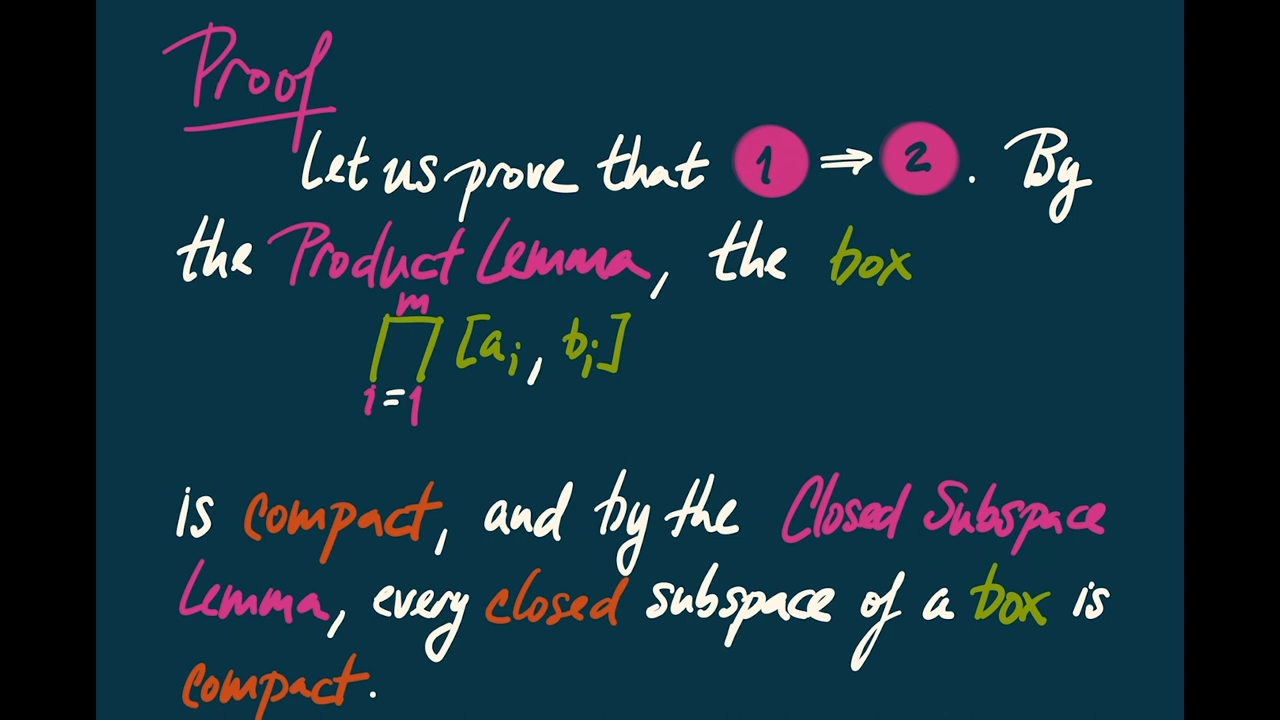 Proof
Let us prove that 1 ⇒ 2. By
the Product Lemma, the box
m
∏ [aᵢ, bᵢ]
i=1
is compact, and by the Closed Subspace
Lemma, every closed subspace of a box is
compact.